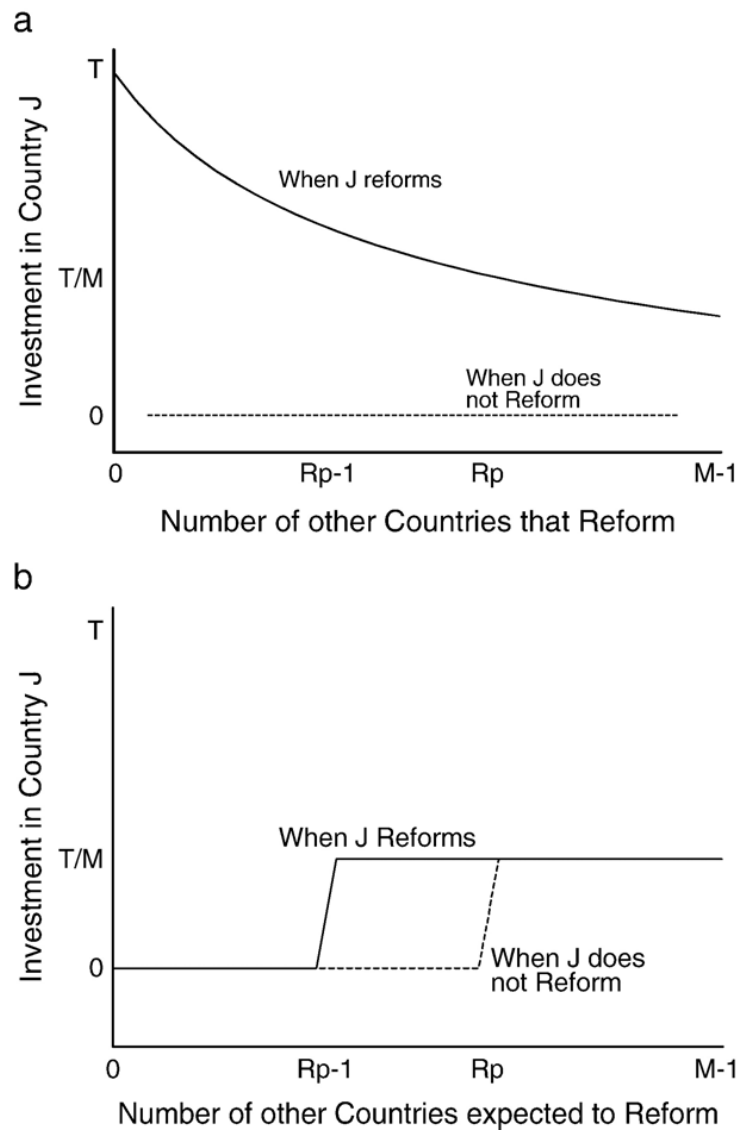 a
T
Investment in Country J
When J reforms
T/M
When J does
not Reform
0
0
Rp-1
Rp
M-1
Number of other Countries that Reform
b
T
Investment in Country J
When J Reforms
T/M
When J does
not Reform
0
0
Rp-1
Rp
M-1
Number of other Countries expected to Reform